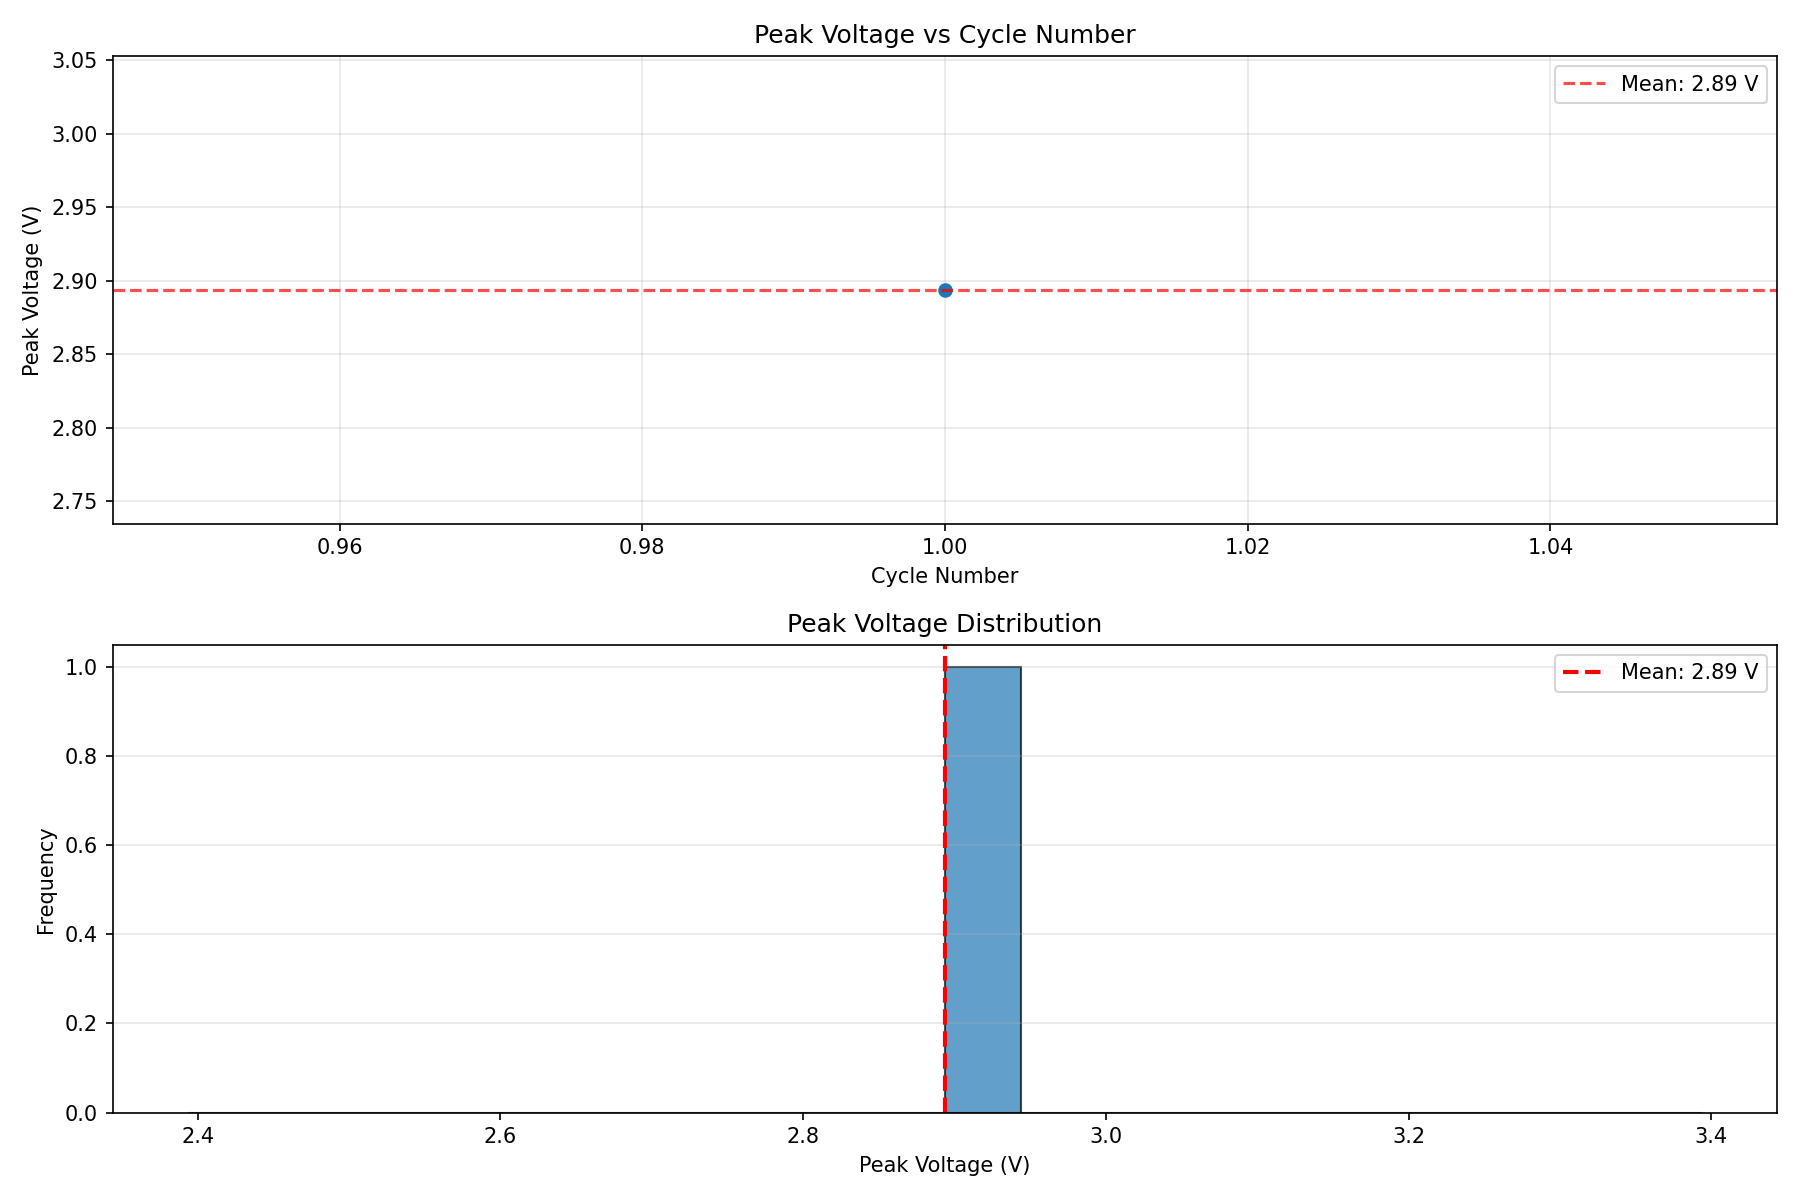 Peak Voltage vs Cycle Number
Mean: 2.89 V
Peak Voltage (V)
3.05
3.00
2.95
2.90
2.85
2.80
2.75
0.96 0.98 1.00 1.02 1.04
Cycle Number
Peak Voltage Distribution
Mean: 2.89 V
Frequency
1.0
0.8
0.6
0.4
0.2
0.0
2.4 2.6 2.8 3.0 3.2 3.4
Peak Voltage (V)